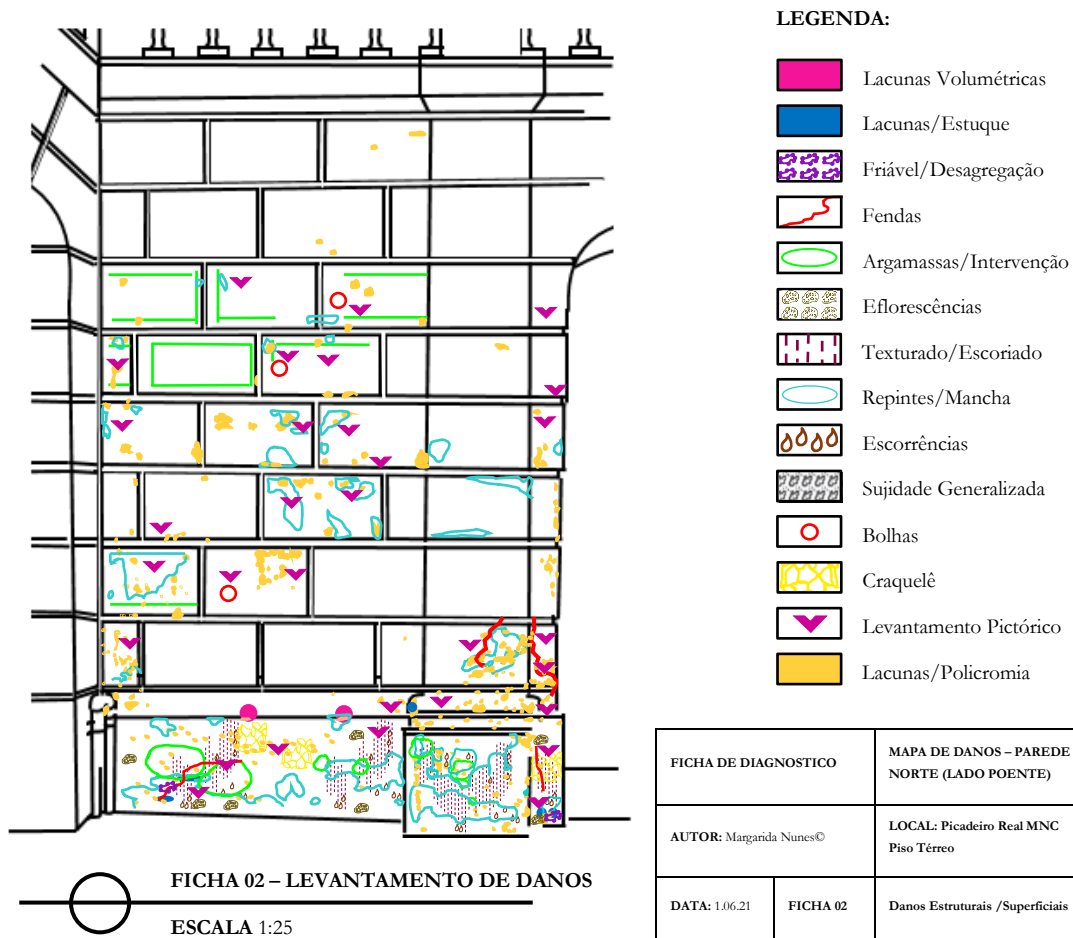 LEGENDA:
Lacunas Volumétricas
Lacunas/Estuque
Friável/Desagregação
Fendas
Argamassas/Intervenção
Eflorescências
Texturado/Escoriado
Repintes/Mancha
Escorrências
Sujidade Generalizada
Bolhas
Craquelê
Levantamento Pictórico
Lacunas/Policromia
FICHA DE DIAGNOSTICO
MAPA DE DANOS – PAREDE
NORTE (LADO POENTE)
AUTOR: Margarida Nunes©
LOCAL: Picadeiro Real MNC
Piso Térreo
DATA: 1.06.21
FICHA 02
Danos Estruturais /Superficiais
FICHA 02 – LEVANTAMENTO DE DANOS
ESCALA 1:25